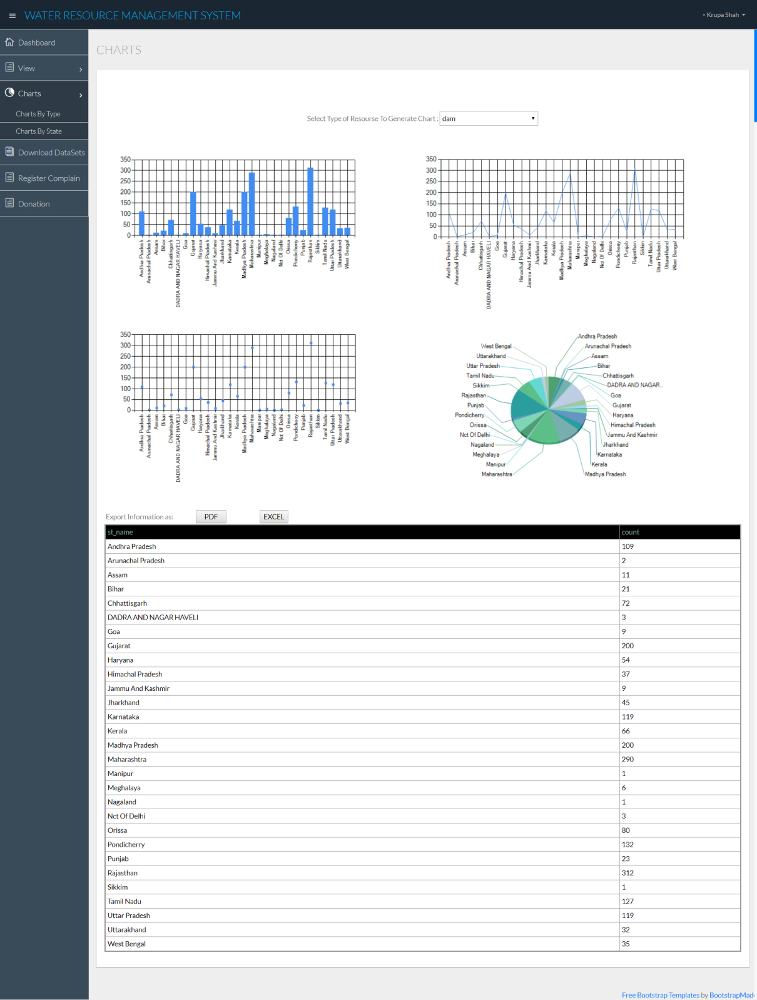 ≡ WATER RESOURCE MANAGEMENT SYSTEM
Krupa Shah
Dashboard
View
Charts
Charts By Type
Charts By State
Download DataSets
Register Complain
Donation
CHARTS
Select Type of Resourse To Generate Chart : dam
350
300
250
200
150
100
50
0
Andhra Pradesh
Arunachal Pradesh
Assam
Bihar
Chhattisgarh
DADRA AND NAGAR HAVELI
Goa
Gujarat
Haryana
Himachal Pradesh
Jammu And Kashmir
Jharkhand
Karnataka
Kerala
Madhya Pradesh
Maharashtra
Manipur
Meghalaya
Nagaland
Nct Of Delhi
Orissa
Pondicherry
Punjab
Rajasthan
Sikkim
Tamil Nadu
Uttar Pradesh
Uttarakhand
West Bengal
350
300
250
200
150
100
50
0
Andhra Pradesh
Arunachal Pradesh
Assam
Bihar
Chhattisgarh
DADRA AND NAGAR HAVELI
Goa
Gujarat
Haryana
Himachal Pradesh
Jammu And Kashmir
Jharkhand
Karnataka
Kerala
Madhya Pradesh
Maharashtra
Manipur
Meghalaya
Nagaland
Nct Of Delhi
Orissa
Pondicherry
Punjab
Rajasthan
Sikkim
Tamil Nadu
Uttar Pradesh
Uttarakhand
West Bengal
350
300
250
200
150
100
50
0
Andhra Pradesh
Arunachal Pradesh
Assam
Bihar
Chhattisgarh
DADRA AND NAGAR HAVELI
Goa
Gujarat
Haryana
Himachal Pradesh
Jammu And Kashmir
Jharkhand
Karnataka
Kerala
Madhya Pradesh
Maharashtra
Manipur
Meghalaya
Nagaland
Nct Of Delhi
Orissa
Pondicherry
Punjab
Rajasthan
Sikkim
Tamil Nadu
Uttar Pradesh
Uttarakhand
West Bengal
Andhra Pradesh
Arunachal Pradesh
Assam
Bihar
Chhattisgarh
DADRA AND NAGAR...
Goa
Gujarat
Haryana
Himachal Pradesh
Jammu And Kashmir
Jharkhand
Karnataka
Kerala
Madhya Pradesh
West Bengal
Uttarakhand
Uttar Pradesh
Tamil Nadu
Sikkim
Rajasthan
Punjab
Pondicherry
Orissa
Nct Of Delhi
Nagaland
Meghalaya
Manipur
Maharashtra
Export Information as: PDF EXCEL
st_name count
Andhra Pradesh 109
Arunachal Pradesh 2
Assam 11
Bihar 21
Chhattisgarh 72
DADRA AND NAGAR HAVELI 3
Goa 9
Gujarat 200
Haryana 54
Himachal Pradesh 37
Jammu And Kashmir 9
Jharkhand 45
Karnataka 119
Kerala 66
Madhya Pradesh 200
Maharashtra 290
Manipur 1
Meghalaya 6
Nagaland 1
Nct Of Delhi 3
Orissa 80
Pondicherry 132
Punjab 23
Rajasthan 312
Sikkim 1
Tamil Nadu 127
Uttar Pradesh 119
Uttarakhand 32
West Bengal 35
Free Bootstrap Templates by BootstrapMade